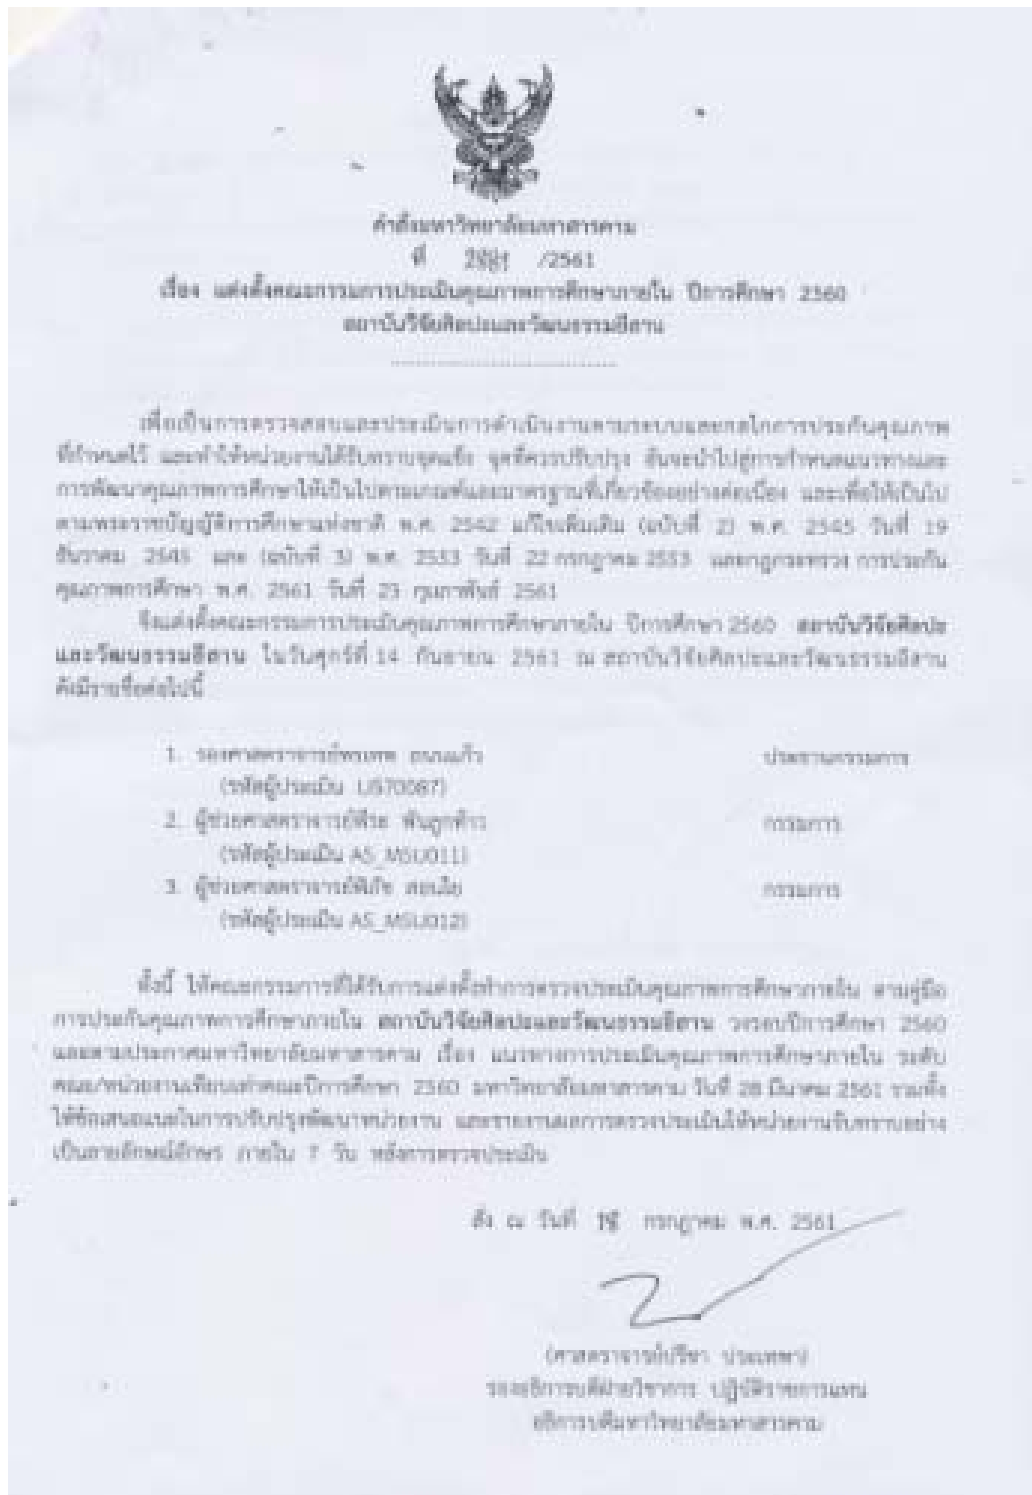 คำสั่งมหาวิทยาลัยมหาสารคาม
ที่ /2561
เรื่อง แต่งตั้งคณะกรรมการประเมินคุณภาพการศึกษาภายใน ปีการศึกษา 2560
สถาบันวิจัยศิลปะและวัฒนธรรมอีสาน
เพื่อเป็นการตรวจสอบและประเมินการดำเนินงานตามระบบและกลไกการประกันคุณภาพ
ที่กำหนดไว้ และทำให้หน่วยงานได้รับทราบจุดแข็ง จุดที่ควรปรับปรุง อันจะนำไปสู่การกำหนดแนวทางและ
การพัฒนาคุณภาพการศึกษาให้เป็นไปตามเกณฑ์และมาตรฐานที่เกี่ยวข้องอย่างต่อเนื่อง และเพื่อให้เป็นไป
ตามพระราชบัญญัติการศึกษาแห่งชาติ พ.ศ. 2542 แก้ไขเพิ่มเติม (ฉบับที่ 2) พ.ศ. 2545 วันที่ 19
ธันวาคม 2545 และ (ฉบับที่ 3) พ.ศ. 2553 วันที่ 22 กรกฎาคม 2553 และกฎกระทรวง การประกัน
คุณภาพการศึกษา พ.ศ. 2561 วันที่ 23 กุมภาพันธ์ 2561
จึงแต่งตั้งคณะกรรมการประเมินคุณภาพการศึกษาภายใน ปีการศึกษา 2560 สถาบันวิจัยศิลปะ
และวัฒนธรรมอีสาน ในวันศุกร์ที่ 14 กันยายน 2561 ณ สถาบันวิจัยศิลปะและวัฒนธรรมอีสาน
ดังมีรายชื่อต่อไปนี้
1. รองศาสตราจารย์พรเทพ ถนนแก้ว ประธานกรรมการ
(รหัสผู้ประเมิน U570087)
2. ผู้ช่วยศาสตราจารย์พีระ พันลูกท้าว กรรมการ
(รหัสผู้ประเมิน AS_MSU011)
3. ผู้ช่วยศาสตราจารย์ กรรมการ
(รหัสผู้ประเมิน AS_MSU012)
ทั้งนี้ ให้คณะกรรมการที่ได้รับการแต่งตั้งทำการตรวจประเมินคุณภาพการศึกษาภายใน ตามคู่มือ
การประกันคุณภาพการศึกษาภายใน สถาบันวิจัยศิลปะและวัฒนธรรมอีสาน วงรอบปีการศึกษา 2560
และตามประกาศมหาวิทยาลัยมหาสารคาม เรื่อง แนวทางการประเมินคุณภาพการศึกษาภายใน ระดับ
คณะ/หน่วยงานเทียบเท่าคณะปีการศึกษา 2560 มหาวิทยาลัยมหาสารคาม วันที่ 28 มีนาคม 2561 รวมทั้ง
ให้ข้อเสนอแนะในการปรับปรุงพัฒนาหน่วยงาน และรายงานผลการตรวจประเมินให้หน่วยงานรับทราบอย่าง
เป็นลายลักษณ์อักษร ภายใน 7 วัน หลังการตรวจประเมิน
สั่ง ณ วันที่ กรกฎาคม พ.ศ. 2561
(ศาสตราจารย์ปรีชา ประเทพา)
รองอธิการบดีฝ่ายวิชาการ ปฏิบัติราชการแทน
อธิการบดีมหาวิทยาลัยมหาสารคาม